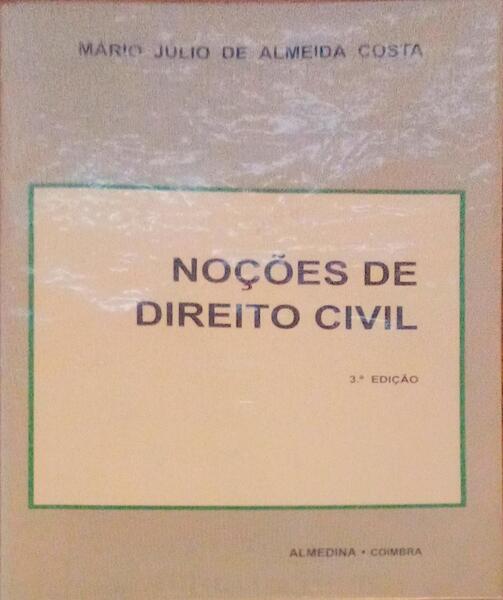 MÁRIO JÚLIO DE ALMEIDA COSTA
NOÇÕES DE
DIREITO CIVIL
3.ª EDIÇÃO
ALMEDINA • COIMBRA